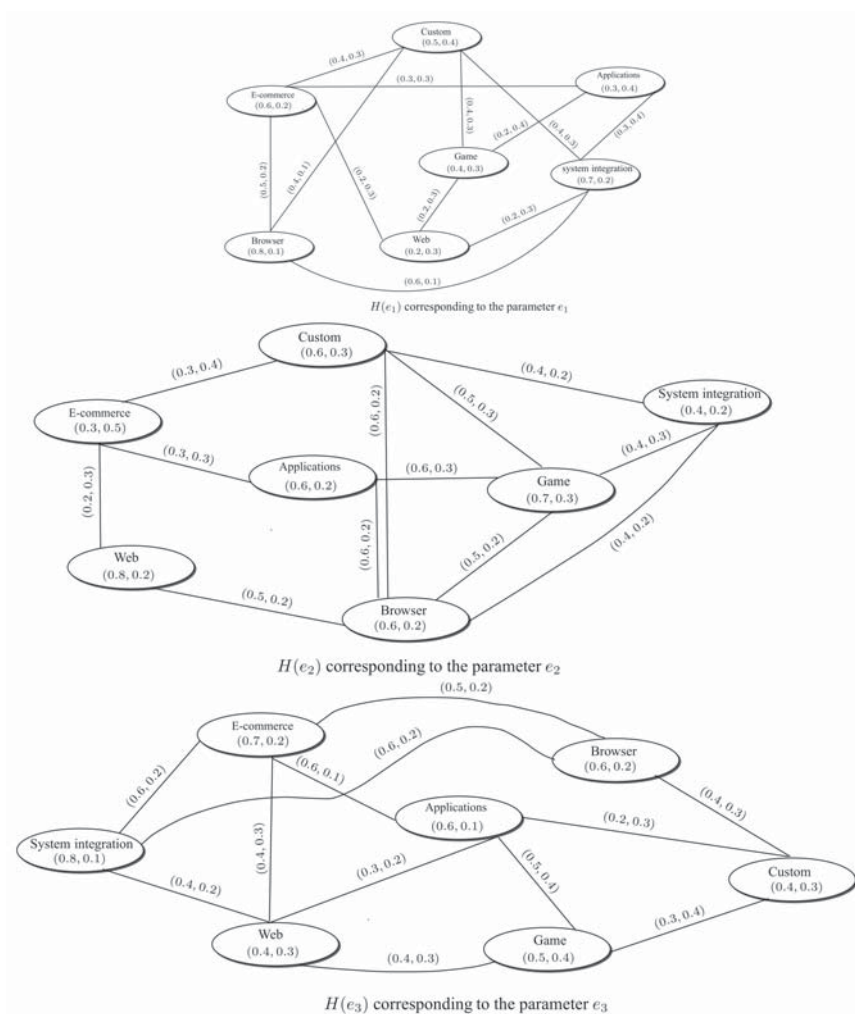 Custom
(0.5, 0.4)
(0.4, 0.3)
(0.3, 0.3)
Applications
(0.3, 0.4)
E-commerce
(0.6, 0.2)
(0.4, 0.3)
(0.2, 0.4)
(0.4, 0.3)
(0.3, 0.4)
Game
(0.4, 0.3)
system integration
(0.7, 0.2)
(0.5, 0.2)
(0.4, 0.1)
(0.2, 0.3)
(0.2, 0.3)
(0.2, 0.3)
Browser
(0.8, 0.1)
Web
(0.2, 0.3)
(0.6, 0.1)
H(e₁) corresponding to the parameter e₁
Custom
(0.6, 0.3)
(0.3, 0.4)
(0.4, 0.2)
System integration
(0.4, 0.2)
E-commerce
(0.3, 0.5)
(0.6, 0.2)
(0.5, 0.3)
(0.3, 0.3)
Applications
(0.6, 0.2)
(0.6, 0.3)
(0.4, 0.3)
Game
(0.7, 0.3)
(0.2, 0.3)
(0.6, 0.2)
(0.5, 0.2)
(0.4, 0.2)
Web
(0.8, 0.2)
(0.5, 0.2)
Browser
(0.6, 0.2)
H(e₂) corresponding to the parameter e₂
(0.5, 0.2)
E-commerce
(0.7, 0.2)
(0.6, 0.2)
Browser
(0.6, 0.2)
(0.6, 0.2)
(0.6, 0.1)
Applications
(0.6, 0.1)
(0.4, 0.3)
(0.2, 0.3)
System integration
(0.8, 0.1)
(0.4, 0.3)
(0.3, 0.2)
(0.5, 0.4)
Custom
(0.4, 0.3)
(0.4, 0.2)
(0.3, 0.4)
Web
(0.4, 0.3)
(0.4, 0.3)
Game
(0.5, 0.4)
H(e₃) corresponding to the parameter e₃